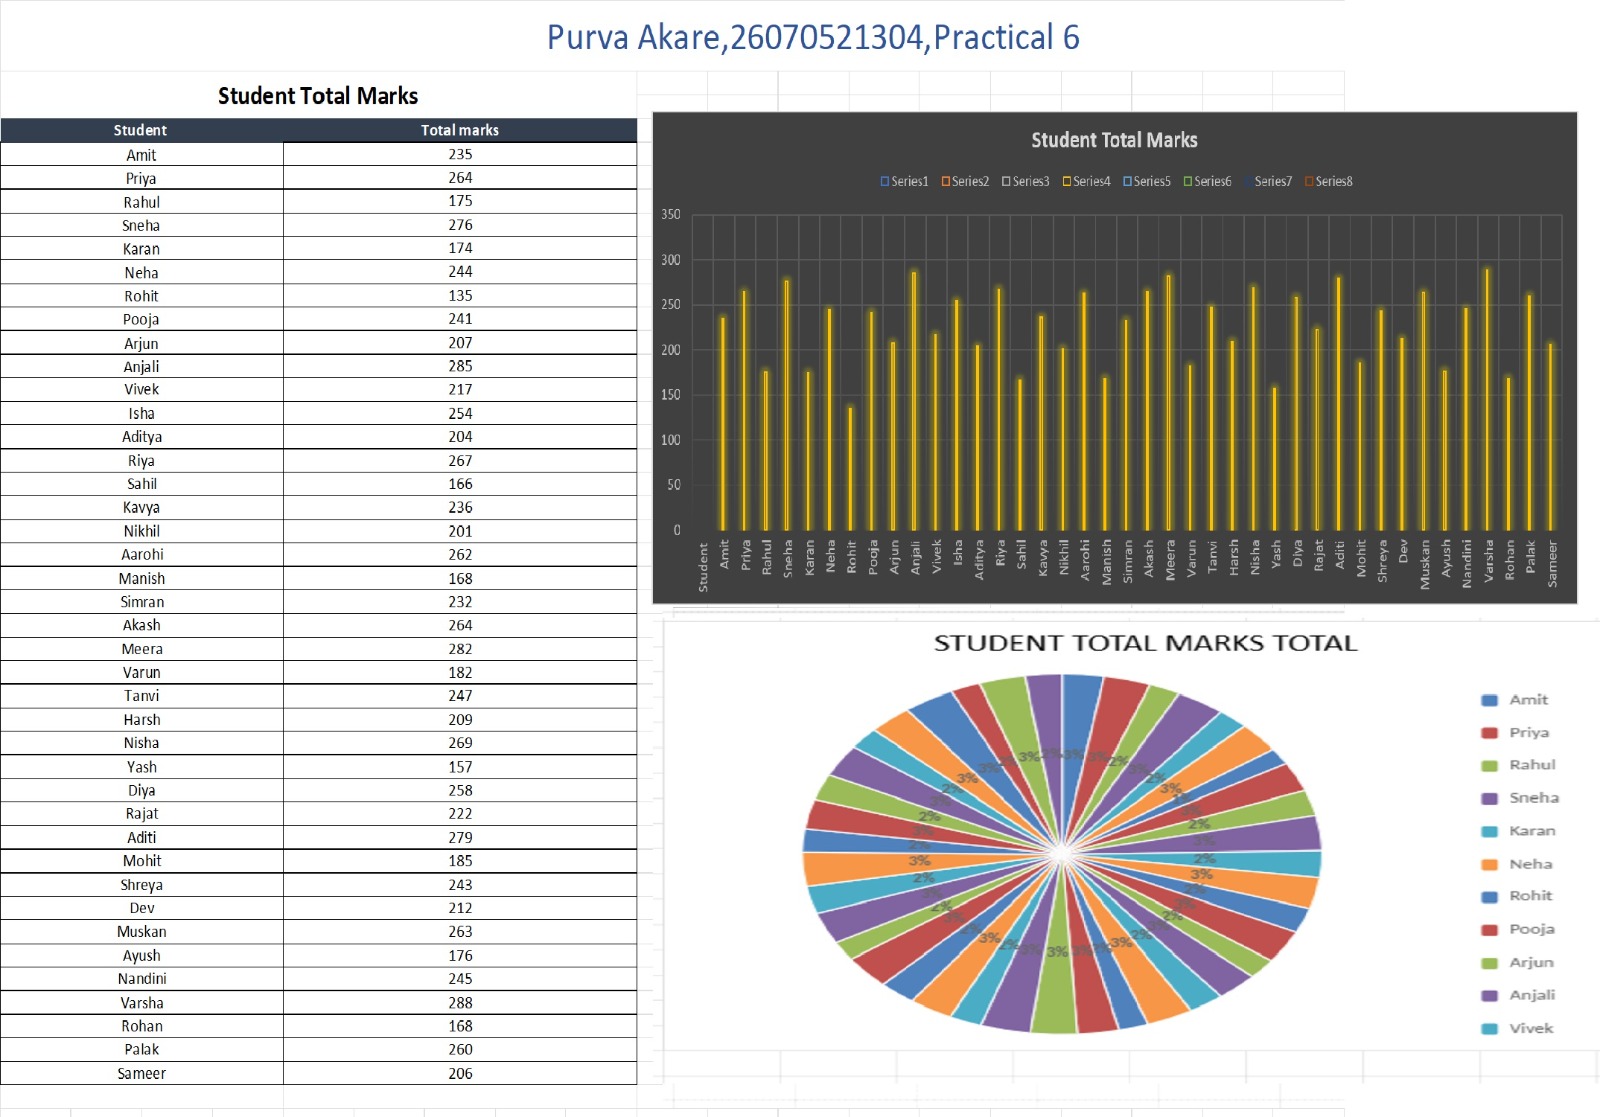 Purva Akare,26070521304,Practical 6
Student Total Marks
Student Total marks
Amit 235
Priya 264
Rahul 175
Sneha 276
Karan 174
Neha 244
Rohit 135
Pooja 241
Arjun 207
Anjali 285
Vivek 217
Isha 254
Aditya 204
Riya 267
Sahil 166
Kavya 236
Nikhil 201
Aarohi 262
Manish 168
Simran 232
Akash 264
Meera 282
Varun 182
Tanvi 247
Harsh 209
Nisha 269
Yash 157
Diya 258
Rajat 222
Aditi 279
Mohit 185
Shreya 243
Dev 212
Muskan 263
Ayush 176
Nandini 245
Varsha 288
Rohan 168
Palak 260
Sameer 206
Student Total Marks
Series1 Series2 Series3 Series4 Series5 Series6 Series7 Series8
350
300
250
200
150
100
50
0
Student Amit Priya Rahul Sneha Karan Neha Rohit Pooja Arjun Anjali Vivek Isha Aditya Riya Sahil Kavya Nikhil Aarohi Manish Simran Akash Meera Varun Tanvi Harsh Nisha Yash Diya Rajat Aditi Mohit Shreya Dev Muskan Ayush Nandini Varsha Rohan Palak Sameer
STUDENT TOTAL MARKS TOTAL
Amit
Priya
Rahul
Sneha
Karan
Neha
Rohit
Pooja
Arjun
Anjali
Vivek